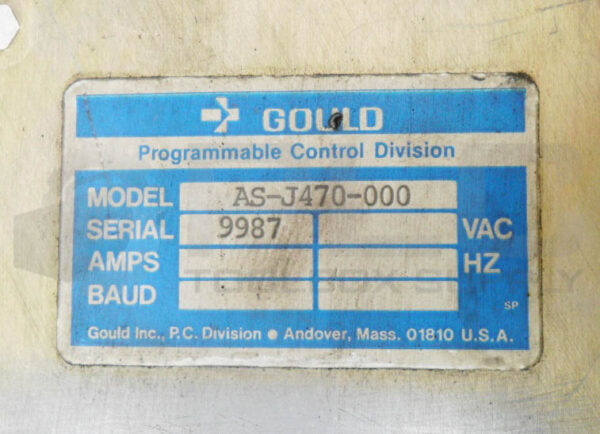 GOULD
Programmable Control Division
MODEL AS-J470-000
SERIAL 9987 VAC
AMPS HZ
BAUD
SP
Gould Inc., P.C. Division • Andover, Mass. 01810 U.S.A.